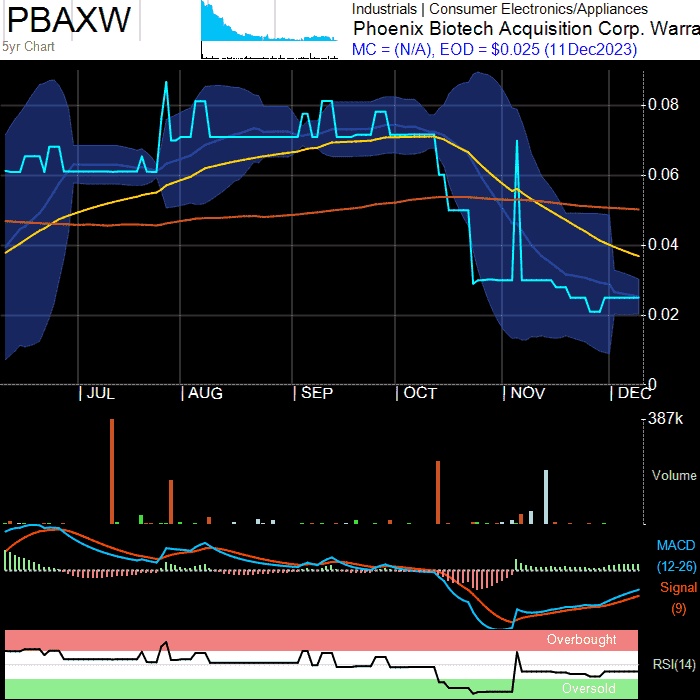 PBAXW
5yr Chart
Industrials | Consumer Electronics/Appliances
Phoenix Biotech Acquisition Corp. Warra
MC = (N/A), EOD = $0.025 (11Dec2023)
0.08
0.06
0.04
0.02
0
JUL AUG SEP OCT NOV DEC
387k
Volume
MACD
(12-26)
Signal
(9)
Overbought
RSI(14)
Oversold